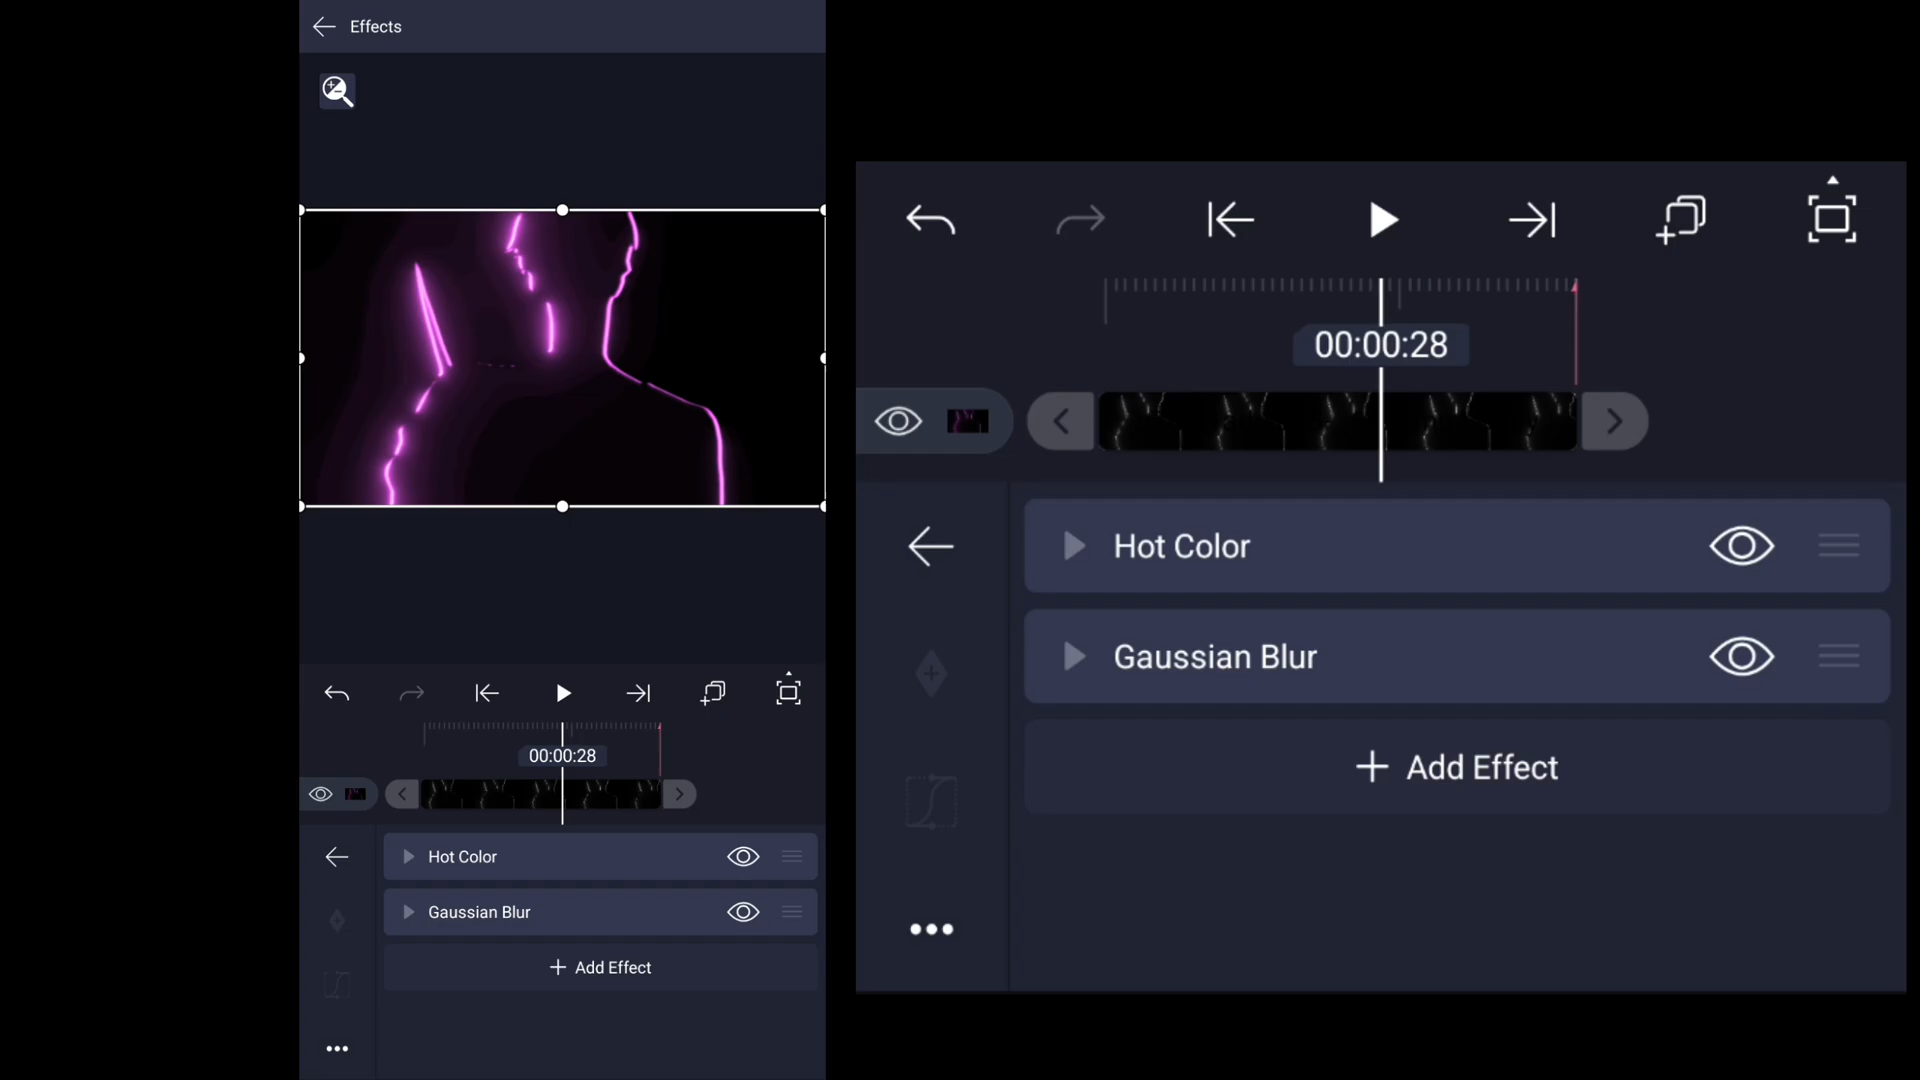 Effects
00:00:28
Hot Color
Gaussian Blur
+ Add Effect
00:00:28
Hot Color
Gaussian Blur
+ Add Effect